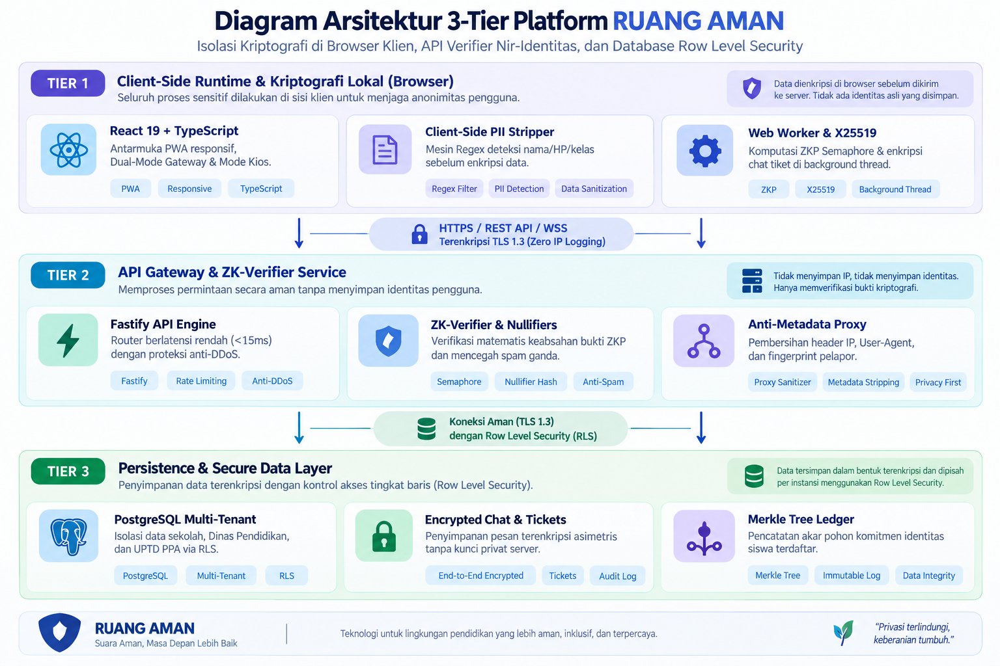 Diagram Arsitektur 3-Tier Platform RUANG AMAN
Isolasi Kriptografi di Browser Klien, API Verifier Nir-Identitas, dan Database Row Level Security
TIER 1
Client-Side Runtime & Kriptografi Lokal (Browser)
Seluruh proses sensitif dilakukan di sisi klien untuk menjaga anonimitas pengguna.
Data dienkripsi di browser sebelum dikirim
ke server. Tidak ada identitas asli yang disimpan.
React 19 + TypeScript
Antarmuka PWA responsif,
Dual-Mode Gateway & Mode Kios.
PWA
Responsive
TypeScript
Client-Side PII Stripper
Mesin Regex deteksi nama/HP/kelas
sebelum enkripsi data.
Regex Filter
PII Detection
Data Sanitization
Web Worker & X25519
Komputasi ZKP Semaphore & enkripsi
chat tiket di background thread.
ZKP
X25519
Background Thread
HTTPS / REST API / WSS
Terenkripsi TLS 1.3 (Zero IP Logging)
TIER 2
API Gateway & ZK-Verifier Service
Memproses permintaan secara aman tanpa menyimpan identitas pengguna.
Tidak menyimpan IP, tidak menyimpan identitas.
Hanya memverifikasi bukti kriptografi.
Fastify API Engine
Router berlatensi rendah (<15ms)
dengan proteksi anti-DDoS.
Fastify
Rate Limiting
Anti-DDoS
ZK-Verifier & Nullifiers
Verifikasi matematis keabsahan bukti ZKP
dan mencegah spam ganda.
Semaphore
Nullifier Hash
Anti-Spam
Anti-Metadata Proxy
Pembersihan header IP, User-Agent,
dan fingerprint pelapor.
Proxy Sanitizer
Metadata Stripping
Privacy First
Koneksi Aman (TLS 1.3)
dengan Row Level Security (RLS)
TIER 3
Persistence & Secure Data Layer
Penyimpanan data terenkripsi dengan kontrol akses tingkat baris (Row Level Security).
Data tersimpan dalam bentuk terenkripsi dan dipisah
per instansi menggunakan Row Level Security.
PostgreSQL Multi-Tenant
Isolasi data sekolah, Dinas Pendidikan,
dan UPTD PPA via RLS.
PostgreSQL
Multi-Tenant
RLS
Encrypted Chat & Tickets
Penyimpanan pesan terenkripsi asimetris
tanpa kunci privat server.
End-to-End Encrypted
Tickets
Audit Log
Merkle Tree Ledger
Pencatatan akar pohon komitmen identitas
siswa terdaftar.
Merkle Tree
Immutable Log
Data Integrity
RUANG AMAN
Suara Aman, Masa Depan Lebih Baik
Teknologi untuk lingkungan pendidikan yang lebih aman, inklusif, dan terpercaya.
"Privasi terlindungi,
keberanian tumbuh."